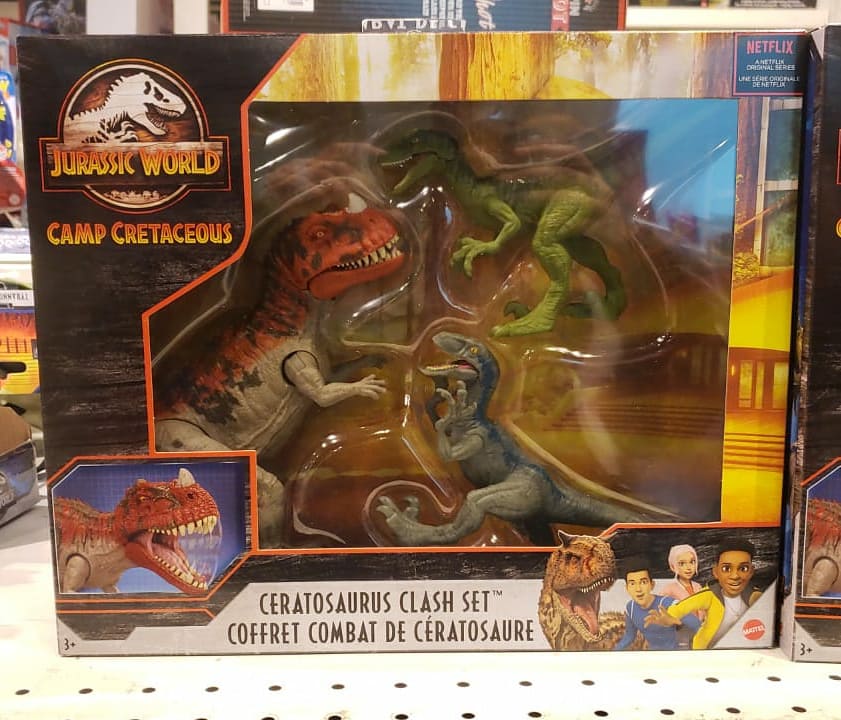 NETFLIX
A NETFLIX
ORIGINAL SERIES
UNE SÉRIE ORIGINALE
DE NETFLIX
JURASSIC WORLD
CAMP CRETACEOUS
CERATOSAURUS CLASH SET™
COFFRET COMBAT DE CÉRATOSAURE
3+
MATTEL
3+